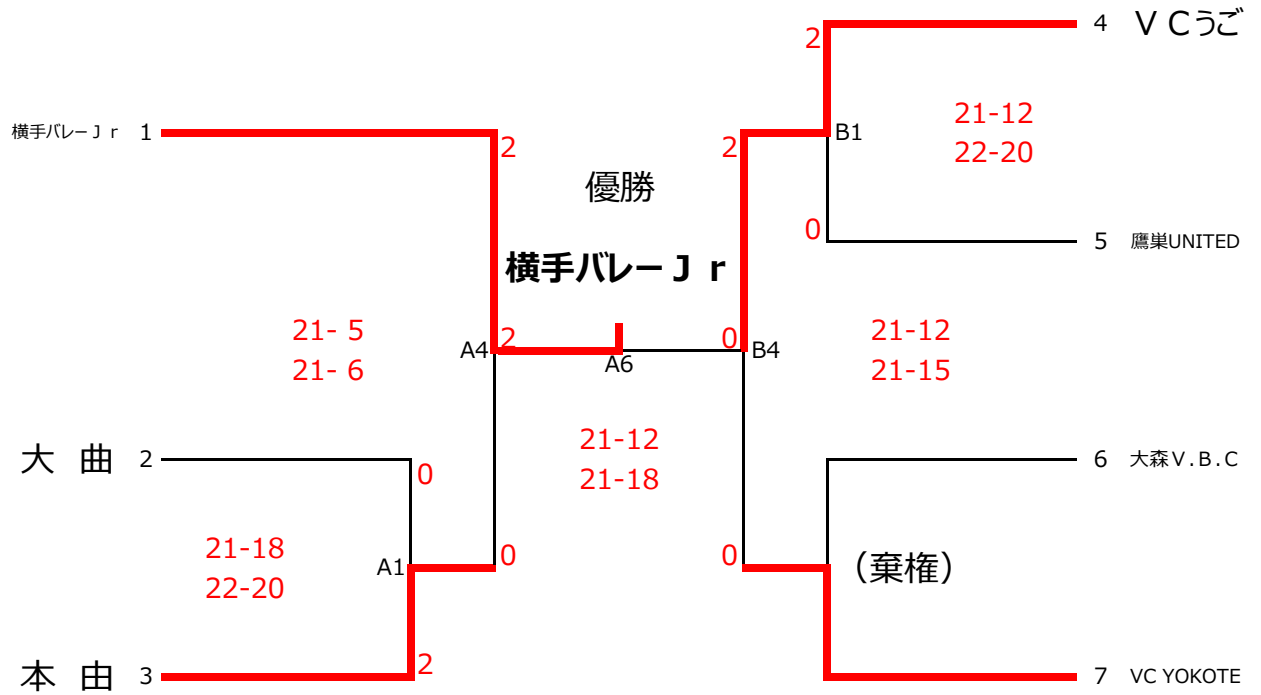 4 ＶＣうご
2
21-12
22-20
横手バレーＪｒ 1
2
2
B1
優勝
0
5 鷹巣UNITED
横手バレーＪｒ
21- 5
21- 6
A4
2
A6
0
B4
21-12
21-15
21-12
21-18
大 曲 2
0
6 大森Ｖ.Ｂ.Ｃ
21-18
22-20
A1
0
0
（棄権）
本 由 3
2
7 VC YOKOTE